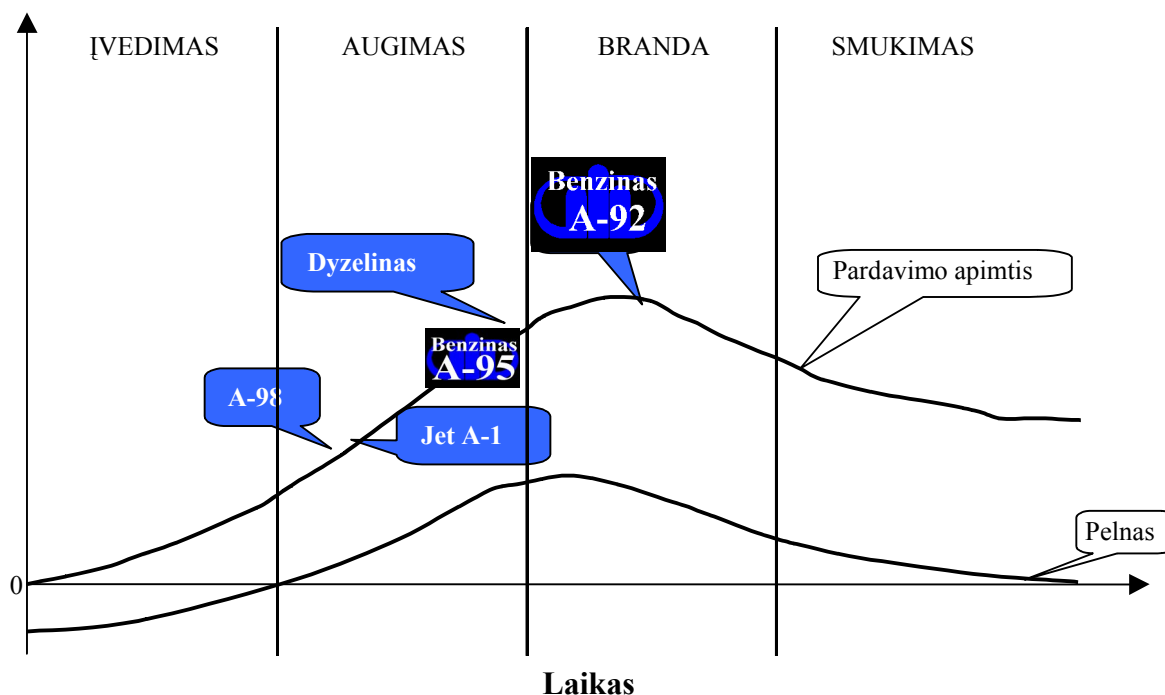 ĮVEDIMAS
AUGIMAS
BRANDA
SMUKIMAS
Benzinas
A-92
Dyzelinas
Pardavimo apimtis
Benzinas
A-95
A-98
Jet A-1
Pelnas
0
Laikas